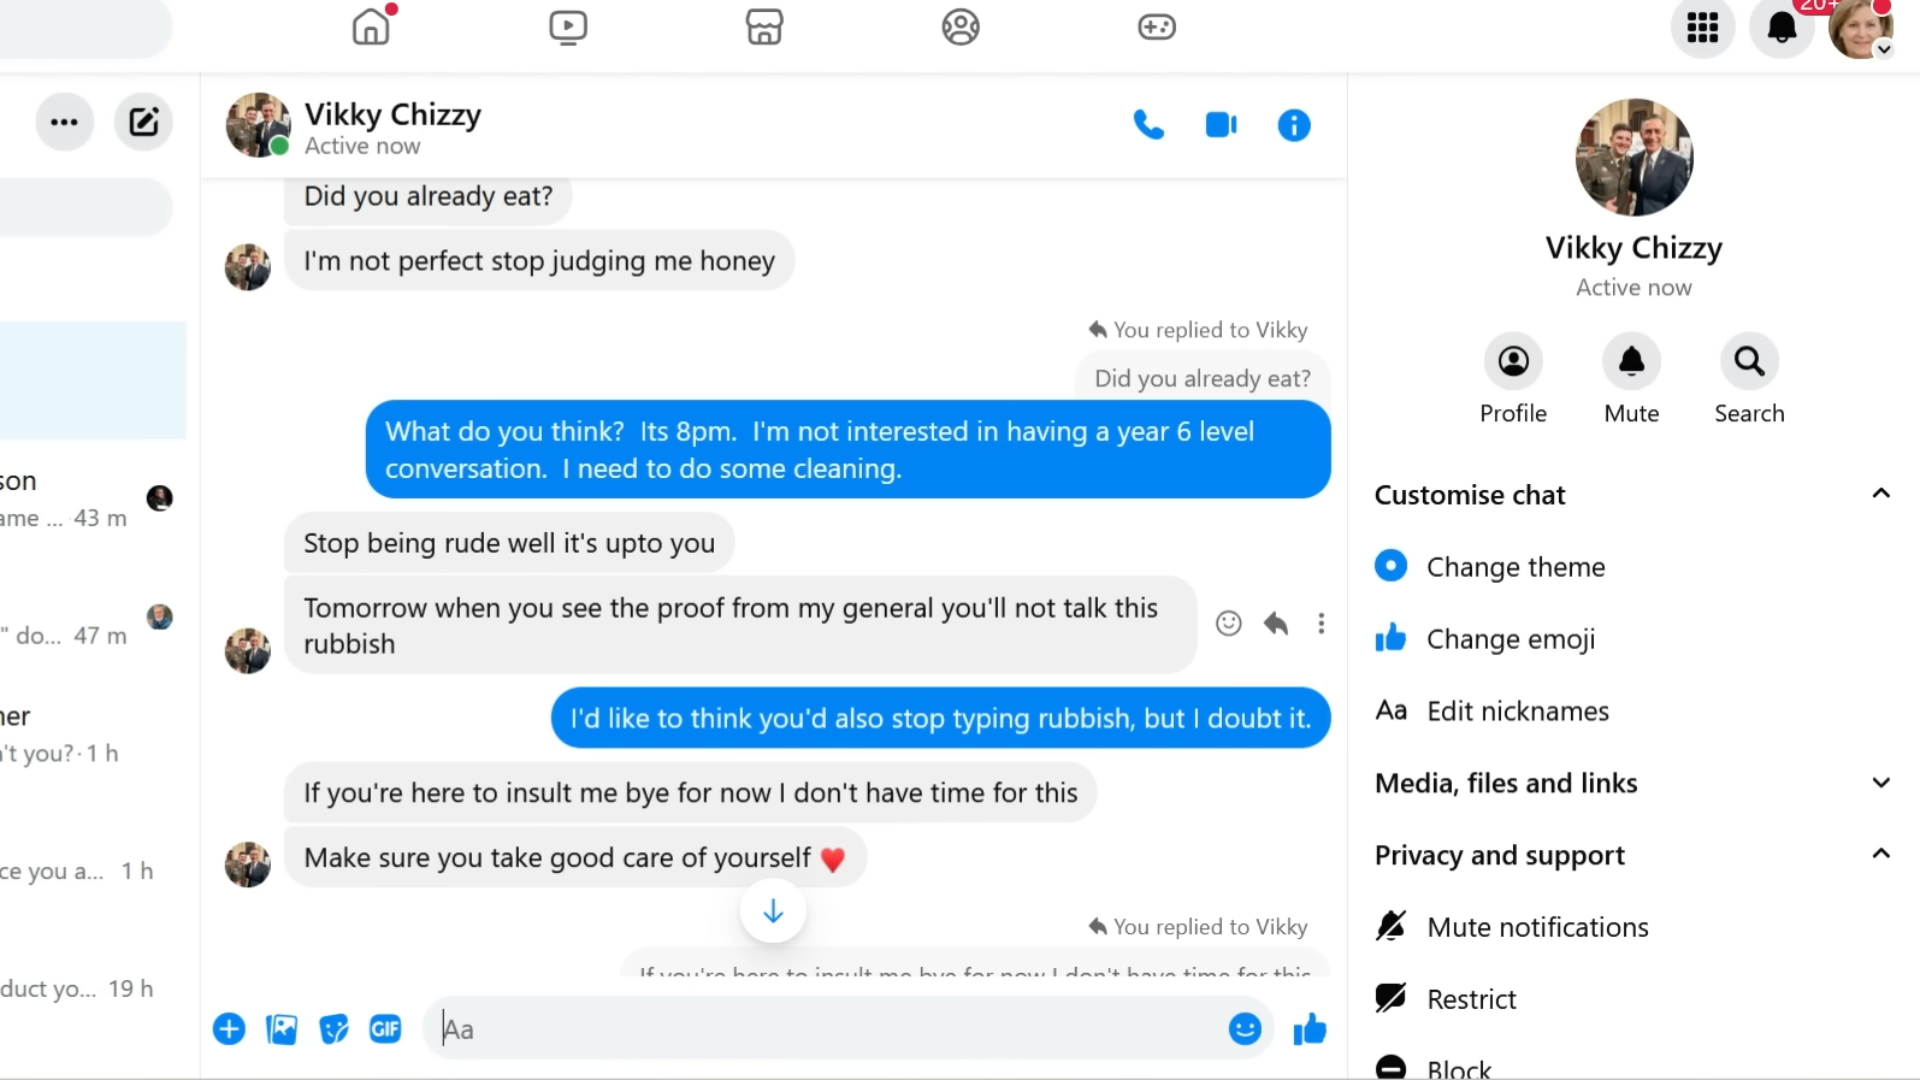 20+
Vikky Chizzy
Active now
Did you already eat?
I'm not perfect stop judging me honey
You replied to Vikky
Did you already eat?
What do you think?  Its 8pm.  I'm not interested in having a year 6 level
conversation.  I need to do some cleaning.
Stop being rude well it's upto you
Tomorrow when you see the proof from my general you'll not talk this
rubbish
I'd like to think you'd also stop typing rubbish, but I doubt it.
If you're here to insult me bye for now I don't have time for this
Make sure you take good care of yourself ❤️
You replied to Vikky
If you're here to insult me bye for now I don't have time for this
GIF
Aa
son
ame ... 43 m
" do... 47 m
ner
't you? · 1 h
ce you a... 1 h
duct yo... 19 h
Vikky Chizzy
Active now
Profile
Mute
Search
Customise chat
Change theme
Change emoji
Aa Edit nicknames
Media, files and links
Privacy and support
Mute notifications
Restrict
Block